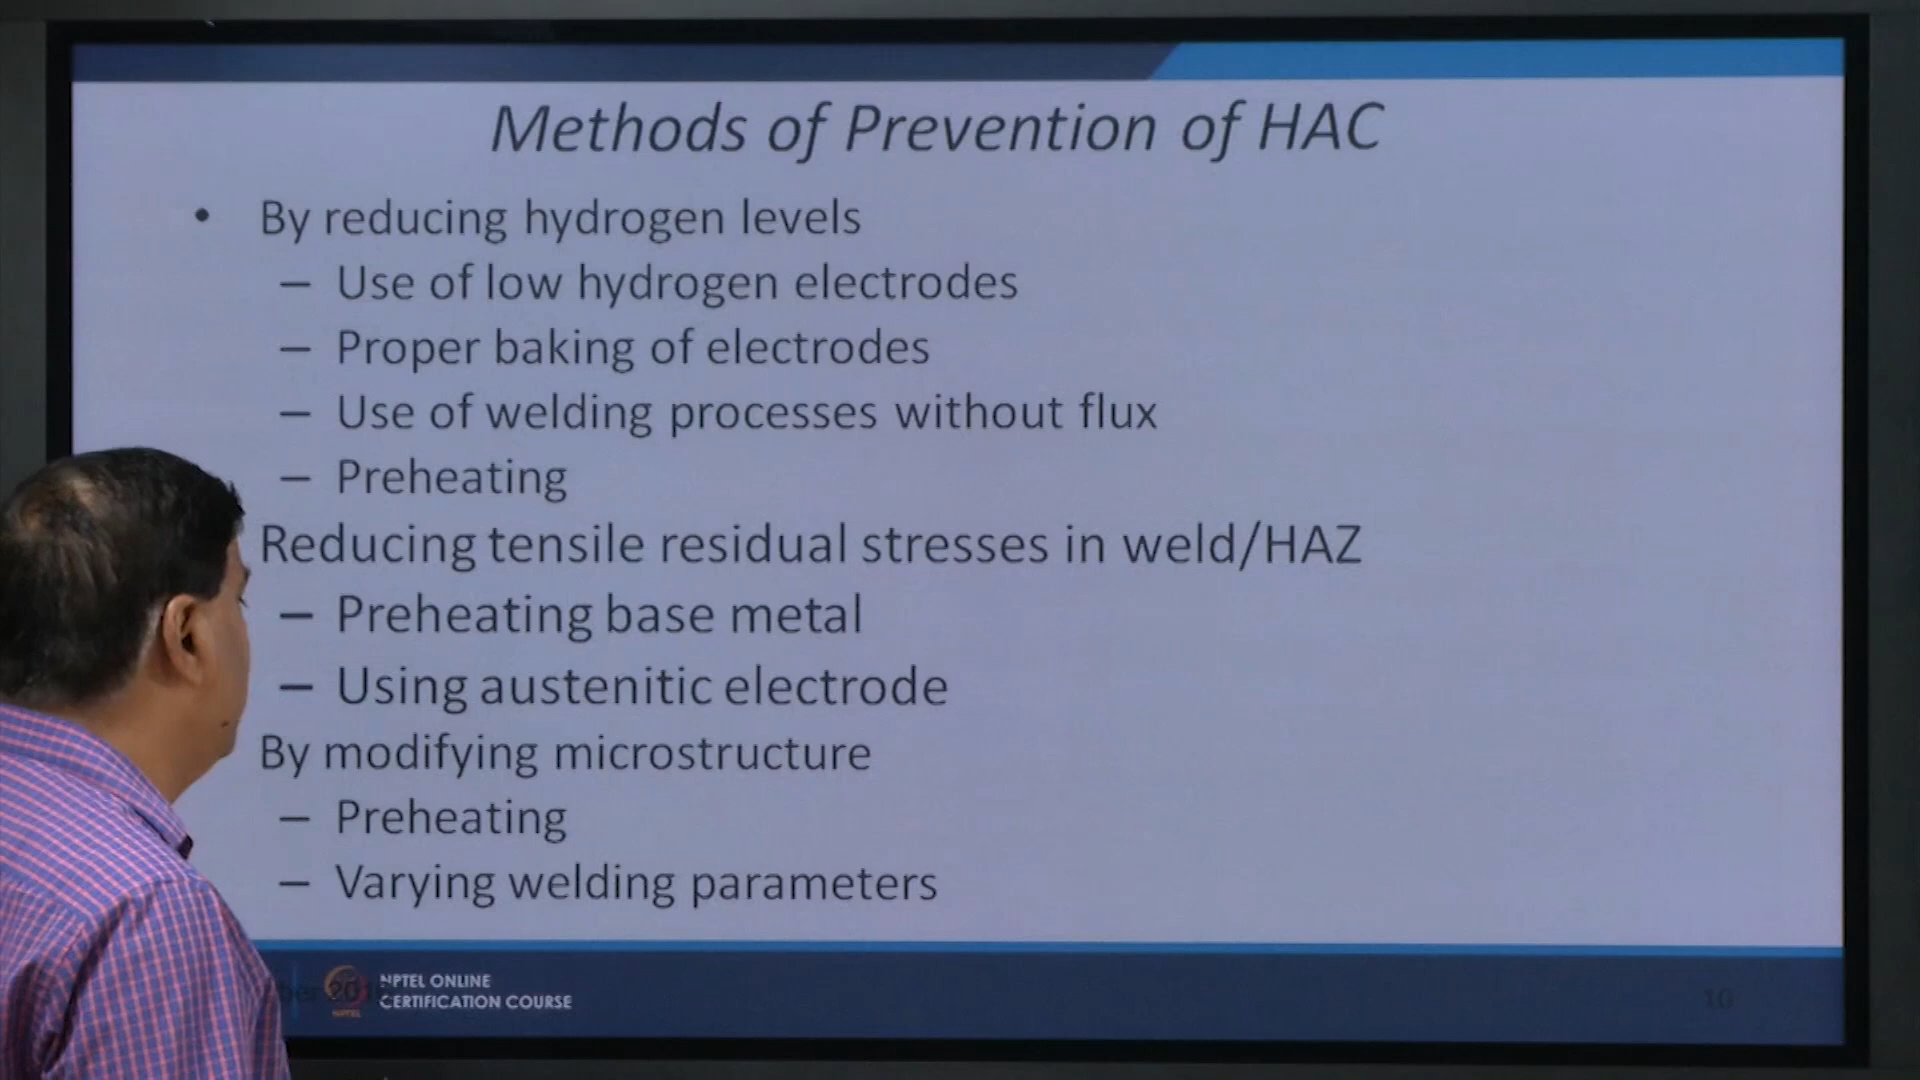 Methods of Prevention of HAC
• By reducing hydrogen levels
– Use of low hydrogen electrodes
– Proper baking of electrodes
– Use of welding processes without flux
– Preheating
Reducing tensile residual stresses in weld/HAZ
– Preheating base metal
– Using austenitic electrode
By modifying microstructure
– Preheating
– Varying welding parameters
NPTEL ONLINE
CERTIFICATION COURSE
NPTEL
10